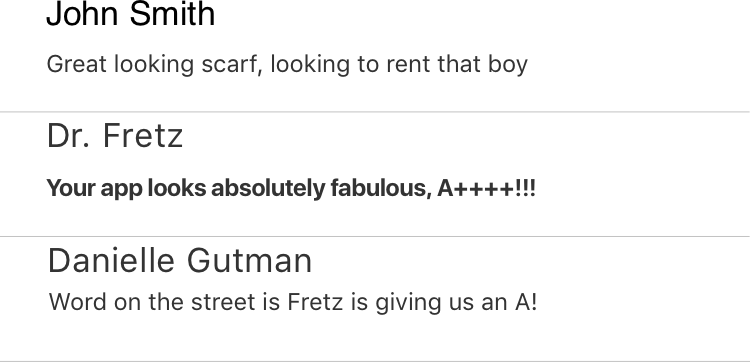 John Smith
Great looking scarf, looking to rent that boy
Dr. Fretz
Your app looks absolutely fabulous, A++++!!!
Danielle Gutman
Word on the street is Fretz is giving us an A!